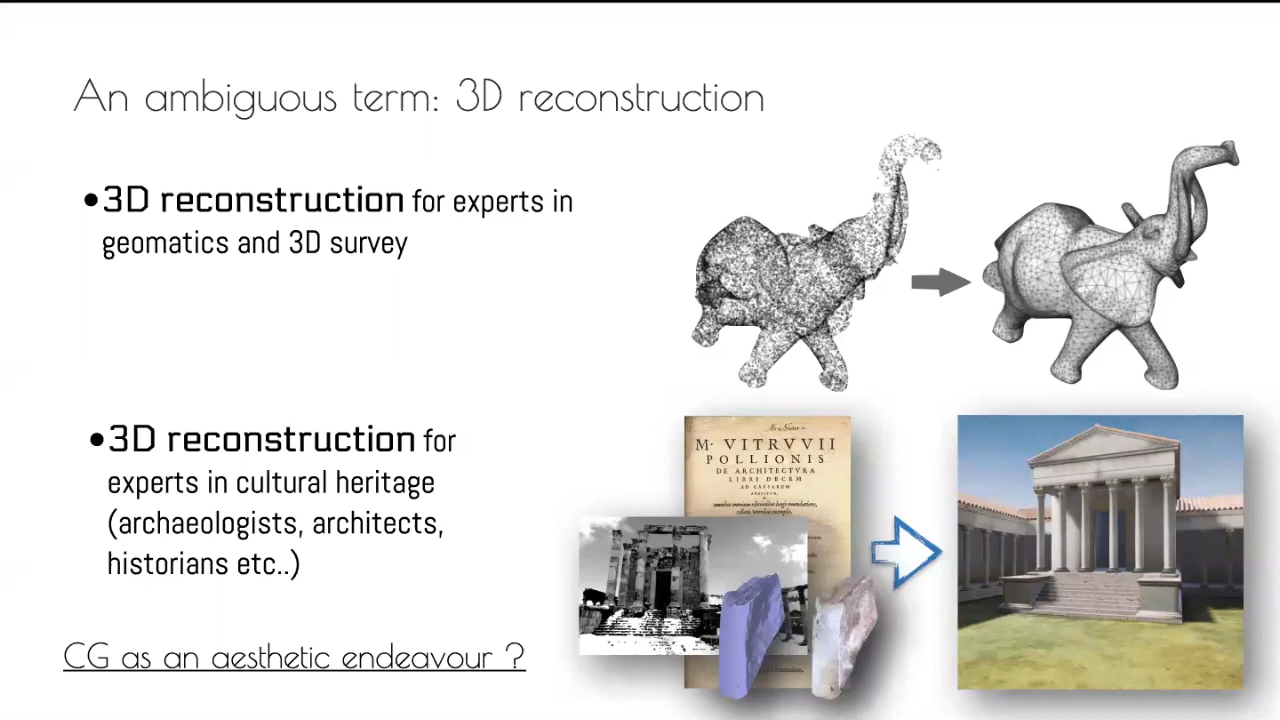 An ambiguous term: 3D reconstruction
•3D reconstruction for experts in
geomatics and 3D survey
•3D reconstruction for
experts in cultural heritage
(archaeologists, architects,
historians etc..)
CG as an aesthetic endeavour ?
M· VITRVVII
POLLIONIS
DE ARCHITECTVRA
LIBRI DECEM
AD CAESAREM